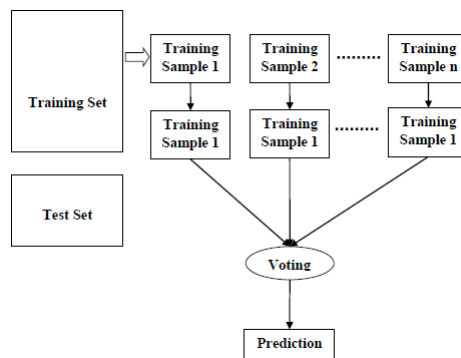 Training Set
Training
Sample 1
Training
Sample 2
.........
Training
Sample n
Training
Sample 1
Training
Sample 1
.........
Training
Sample 1
Test Set
Voting
Prediction